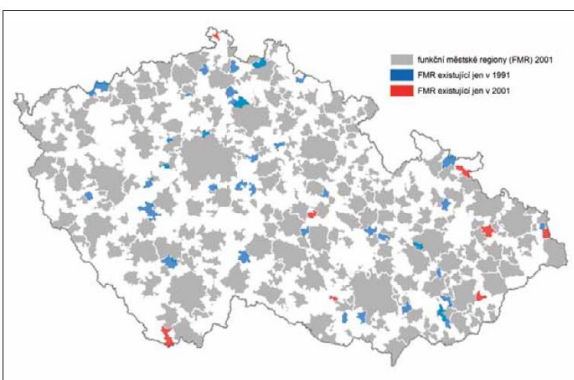 funkční městské regiony (FMR) 2001
FMR existující jen v 1991
FMR existující jen v 2001